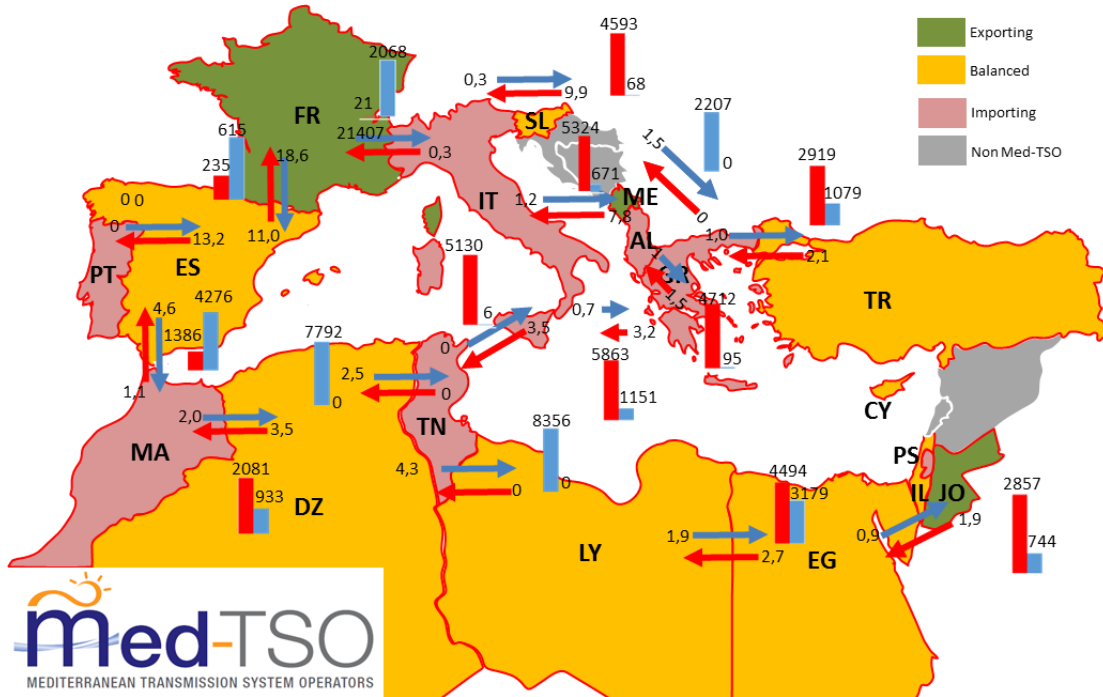 4593
Exporting
0,3
68
9,9
Balanced
Importing
Non Med-TSO
2068
21
FR
21407
0,3
SL
5324
671
2207
0
1,5
0
2919
1079
615
235
18,6
11,0
0 0
0
13,2
PT
ES
IT
1,2
7,8
ME
AL
1,0
2,1
GR
1,5
TR
5130
6
0
3,5
0,7
3,2
4712
95
4,6
1,1
4276
1386
7792
0
2,5
0
5863
1151
CY
MA
2,0
3,5
TN
8356
0
4,3
0
PS
IL
JO
2081
933
DZ
4494
3179
2857
744
0,9
1,9
LY
1,9
2,7
EG
Med-TSO
MEDITERRANEAN TRANSMISSION SYSTEM OPERATORS